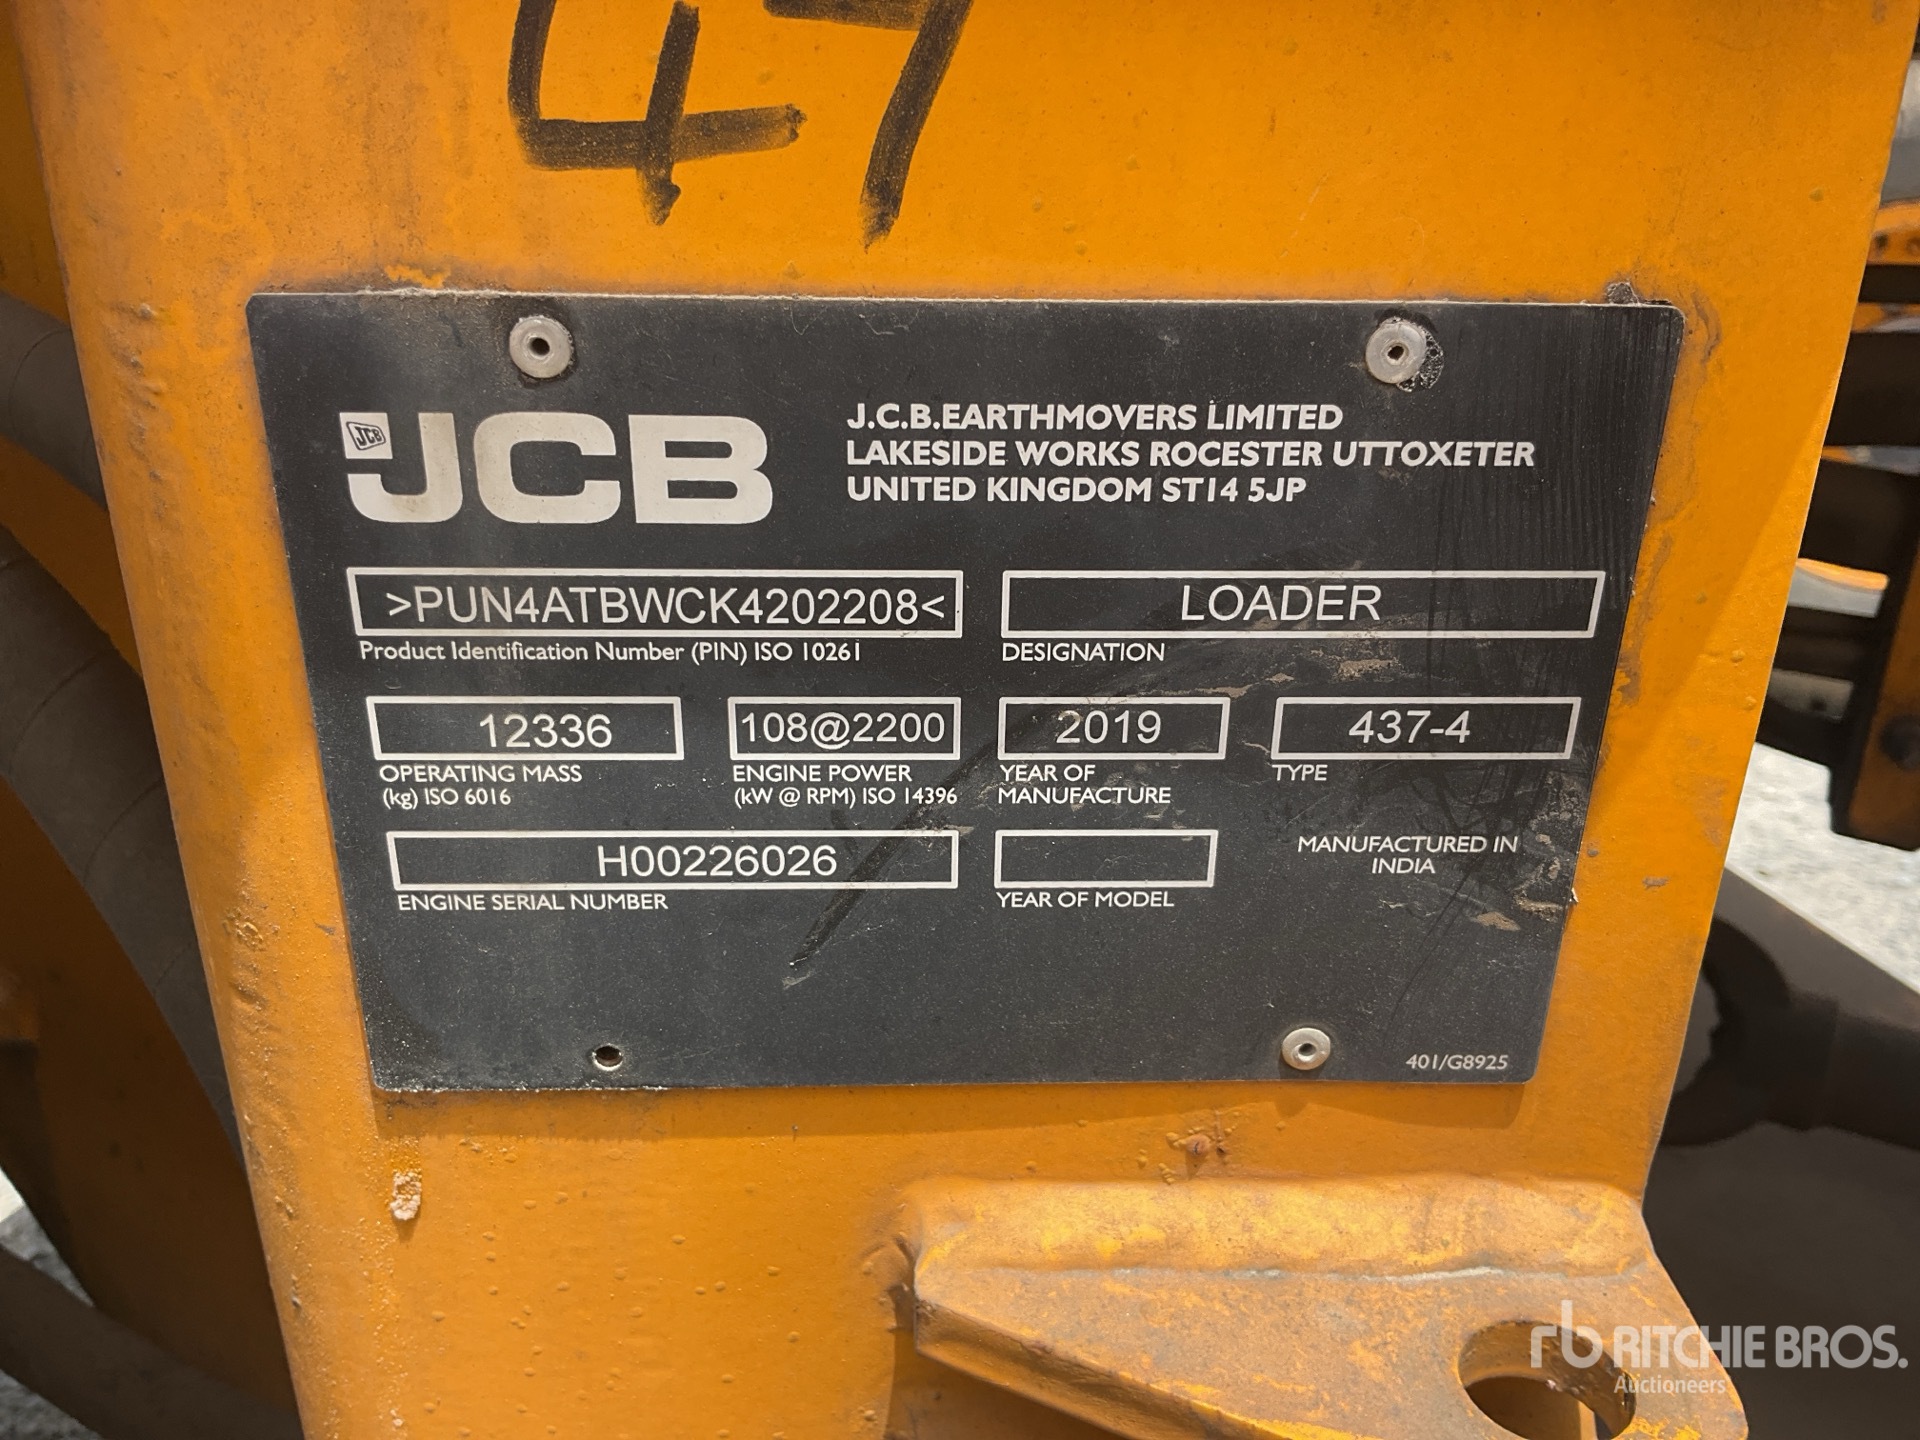 47
JCB
JCB
J.C.B.EARTHMOVERS LIMITED
LAKESIDE WORKS ROCESTER UTTOXETER
UNITED KINGDOM ST14 5JP
>PUN4ATBWCK4202208<
Product Identification Number (PIN) ISO 10261
LOADER
DESIGNATION
12336
OPERATING MASS
(kg) ISO 6016
108@2200
ENGINE POWER
(kW @ RPM) ISO 14396
2019
YEAR OF
MANUFACTURE
437-4
TYPE
H00226026
ENGINE SERIAL NUMBER
YEAR OF MODEL
MANUFACTURED IN
INDIA
401/G8925
rb RITCHIE BROS.
Auctioneers